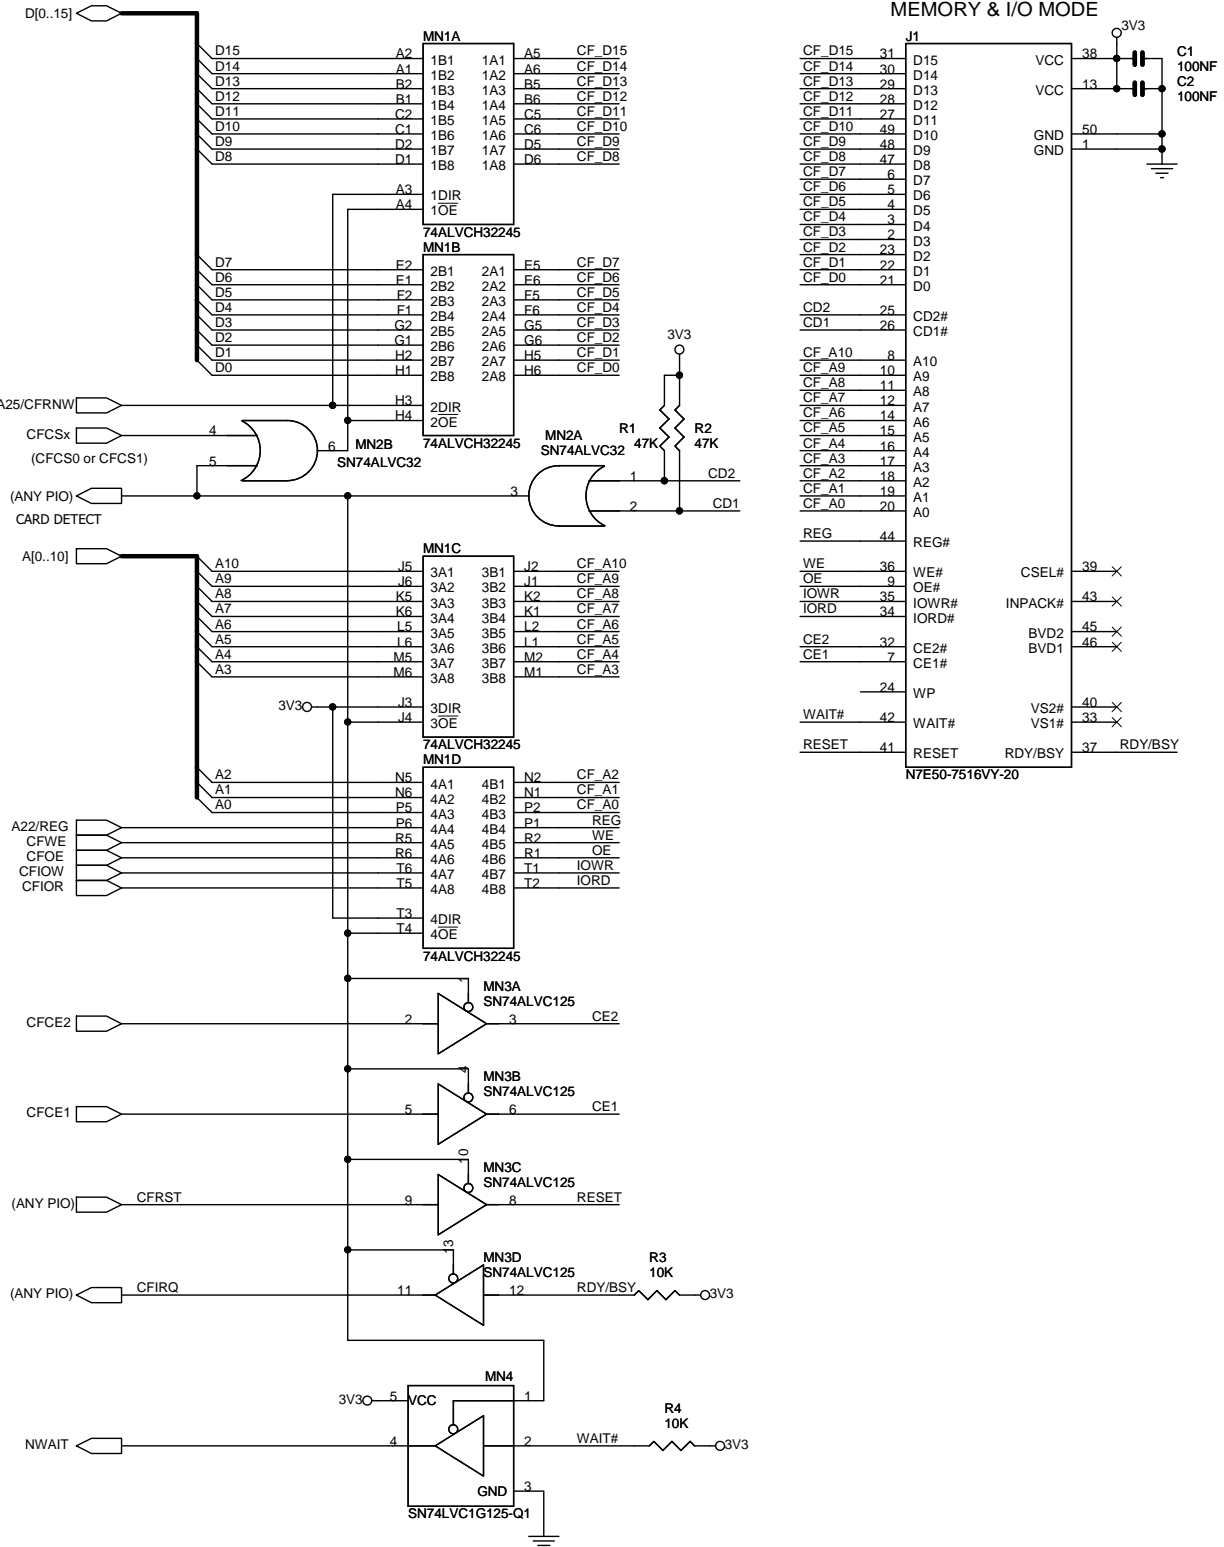 MEMORY & I/O MODE
D[0..15]
MN1A
D15 A2 1B1 1A1 A5 CF_D15
D14 A1 1B2 1A2 A6 CF_D14
D13 B2 1B3 1A3 B5 CF_D13
D12 B1 1B4 1A4 B6 CF_D12
D11 C2 1B5 1A5 C5 CF_D11
D10 C1 1B6 1A6 C6 CF_D10
D9 D2 1B7 1A7 D5 CF_D9
D8 D1 1B8 1A8 D6 CF_D8
A3 1DIR
A4 1OE
74ALVCH32245
MN1B
D7 E2 2B1 2A1 E5 CF_D7
D6 E1 2B2 2A2 E6 CF_D6
D5 F2 2B3 2A3 F5 CF_D5
D4 F1 2B4 2A4 F6 CF_D4
D3 G2 2B5 2A5 G5 CF_D3
D2 G1 2B6 2A6 G6 CF_D2
D1 H2 2B7 2A7 H5 CF_D1
D0 H1 2B8 2A8 H6 CF_D0
A25/CFRNW H3 2DIR
H4 2OE
74ALVCH32245
CFCSx 4
(CFCS0 or CFCS1) 5
6 MN2B
SN74ALVC32
3V3
R1 47K
R2 47K
MN2A
SN74ALVC32
1 CD2
2 CD1
3
(ANY PIO)
CARD DETECT
A[0..10]
MN1C
A10 J5 3A1 3B1 J2 CF_A10
A9 J6 3A2 3B2 J1 CF_A9
A8 K5 3A3 3B3 K2 CF_A8
A7 K6 3A4 3B4 K1 CF_A7
A6 L5 3A5 3B5 L2 CF_A6
A5 L6 3A6 3B6 L1 CF_A5
A4 M5 3A7 3B7 M2 CF_A4
A3 M6 3A8 3B8 M1 CF_A3
3V3 J3 3DIR
J4 3OE
74ALVCH32245
MN1D
A2 N5 4A1 4B1 N2 CF_A2
A1 N6 4A2 4B2 N1 CF_A1
A0 P5 4A3 4B3 P2 CF_A0
A22/REG P6 4A4 4B4 P1 REG
CFWE R5 4A5 4B5 R2 WE
CFOE R6 4A6 4B6 R1 OE
CFIOW T6 4A7 4B7 T1 IOWR
CFIOR T5 4A8 4B8 T2 IORD
T3 4DIR
T4 4OE
74ALVCH32245
1 MN3A
SN74ALVC125
CFCE2 2 3 CE2
4 MN3B
SN74ALVC125
CFCE1 5 6 CE1
10 MN3C
SN74ALVC125
(ANY PIO) CFRST 9 8 RESET
13 MN3D
SN74ALVC125
(ANY PIO) CFIRQ 11 12 RDY/BSY R3 10K 3V3
MN4
3V3 5 VCC 1
NWAIT 4 2 WAIT# R4 10K 3V3
GND 3
SN74LVC1G125-Q1
J1
3V3
CF_D15 31 D15 VCC 38 C1 100NF
CF_D14 30 D14
CF_D13 29 D13 VCC 13 C2 100NF
CF_D12 28 D12
CF_D11 27 D11
CF_D10 49 D10 GND 50
CF_D9 48 D9 GND 1
CF_D8 47 D8
CF_D7 6 D7
CF_D6 5 D6
CF_D5 4 D5
CF_D4 3 D4
CF_D3 2 D3
CF_D2 23 D2
CF_D1 22 D1
CF_D0 21 D0
CD2 25 CD2#
CD1 26 CD1#
CF_A10 8 A10
CF_A9 10 A9
CF_A8 11 A8
CF_A7 12 A7
CF_A6 14 A6
CF_A5 15 A5
CF_A4 16 A4
CF_A3 17 A3
CF_A2 18 A2
CF_A1 19 A1
CF_A0 20 A0
REG 44 REG#
WE 36 WE# CSEL# 39
OE 9 OE#
IOWR 35 IOWR# INPACK# 43
IORD 34 IORD#
BVD2 45
CE2 32 CE2# BVD1 46
CE1 7 CE1#
24 WP
VS2# 40
WAIT# 42 WAIT# VS1# 33
RESET 41 RESET RDY/BSY 37 RDY/BSY
N7E50-7516VY-20